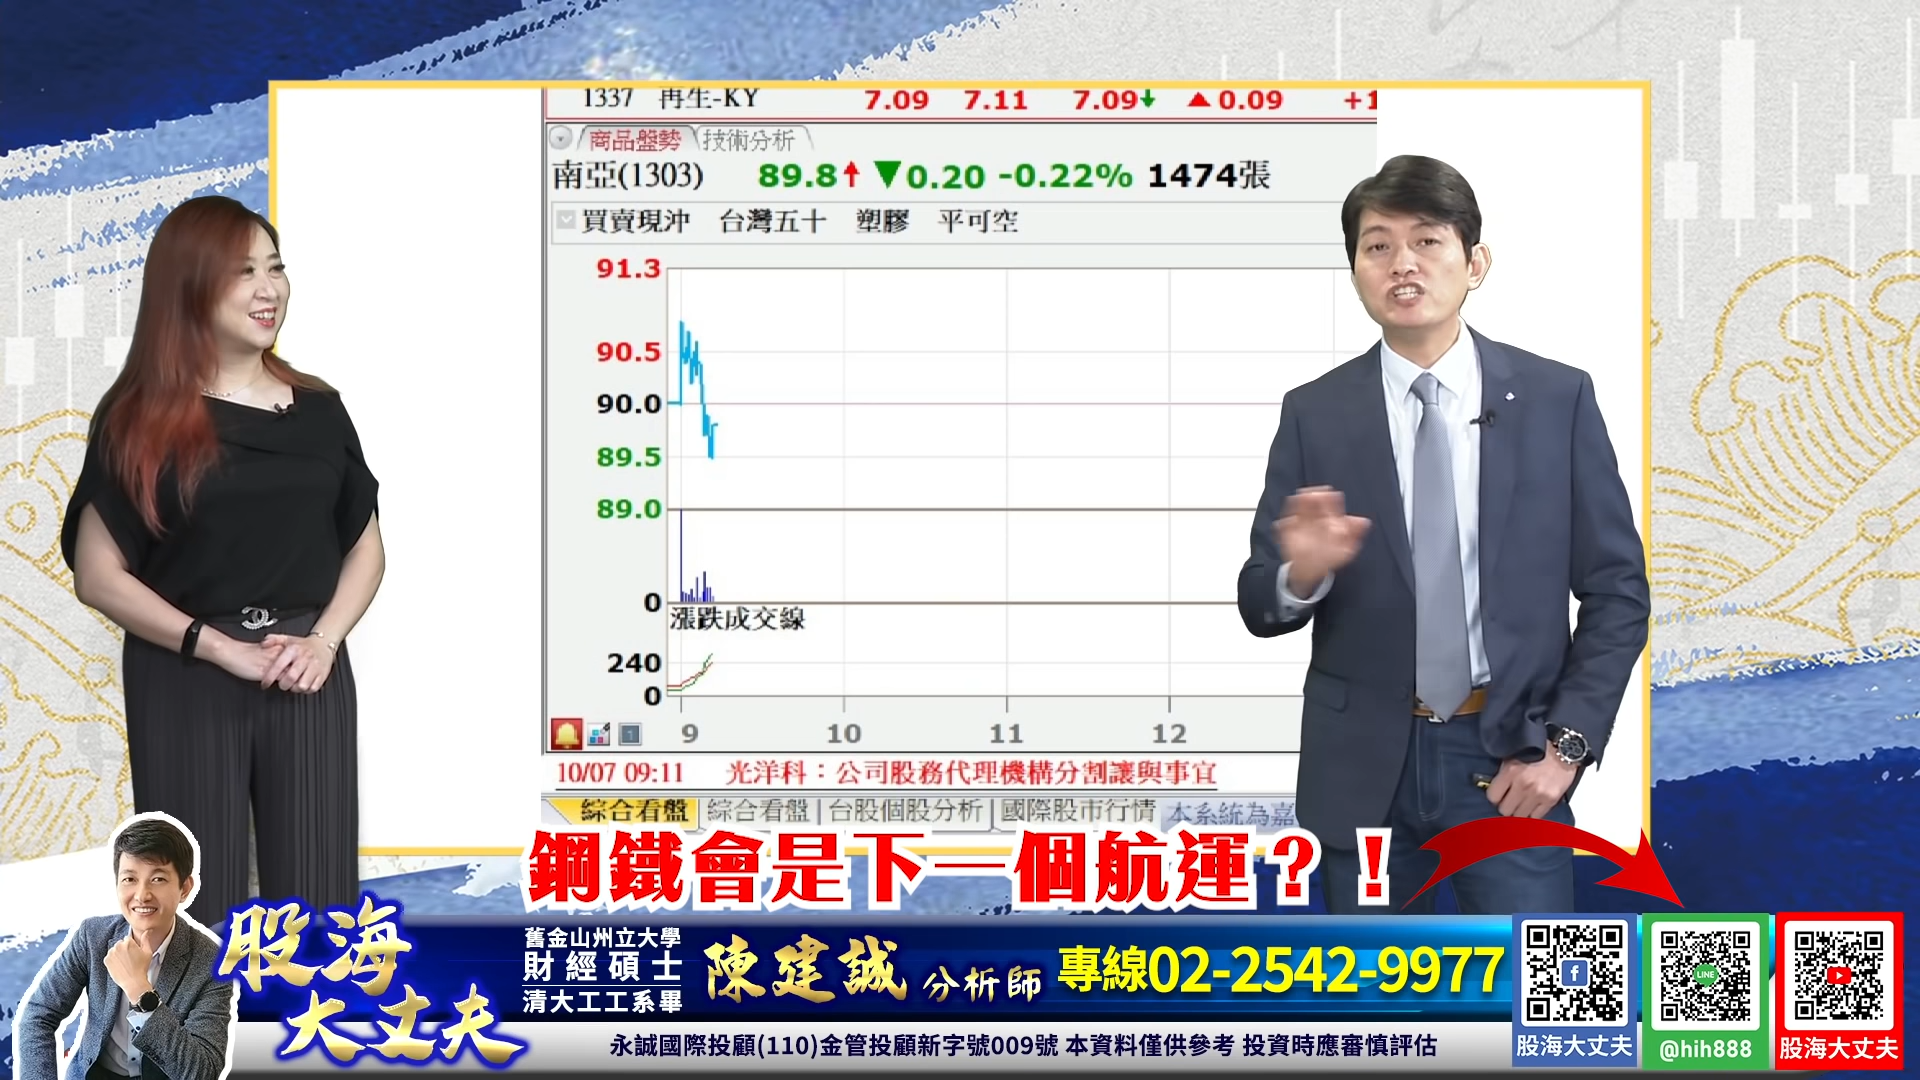 1337 再生-KY 7.09 7.11 7.09 ▲0.09 +1
商品盤勢 技術分析
南亞(1303) 89.8 ▼0.20 -0.22% 1474張
買賣現沖 台灣五十 塑膠 平可空
91.3
90.5
90.0
89.5
89.0
0
漲跌成交線
240
0
9 10 11 12
10/07 09:11 光洋科：公司股務代理機構分割讓與事宜
綜合看盤 綜合看盤 台股個股分析 國際股市行情 本系統為嘉
鋼鐵會是下一個航運？！
股海
大丈夫
舊金山州立大學
財經碩士
清大工工系畢
陳建誠 分析師
專線02-2542-9977
永誠國際投顧(110)金管投顧新字號009號 本資料僅供參考 投資時應審慎評估
股海大丈夫
LINE
@hih888
股海大丈夫